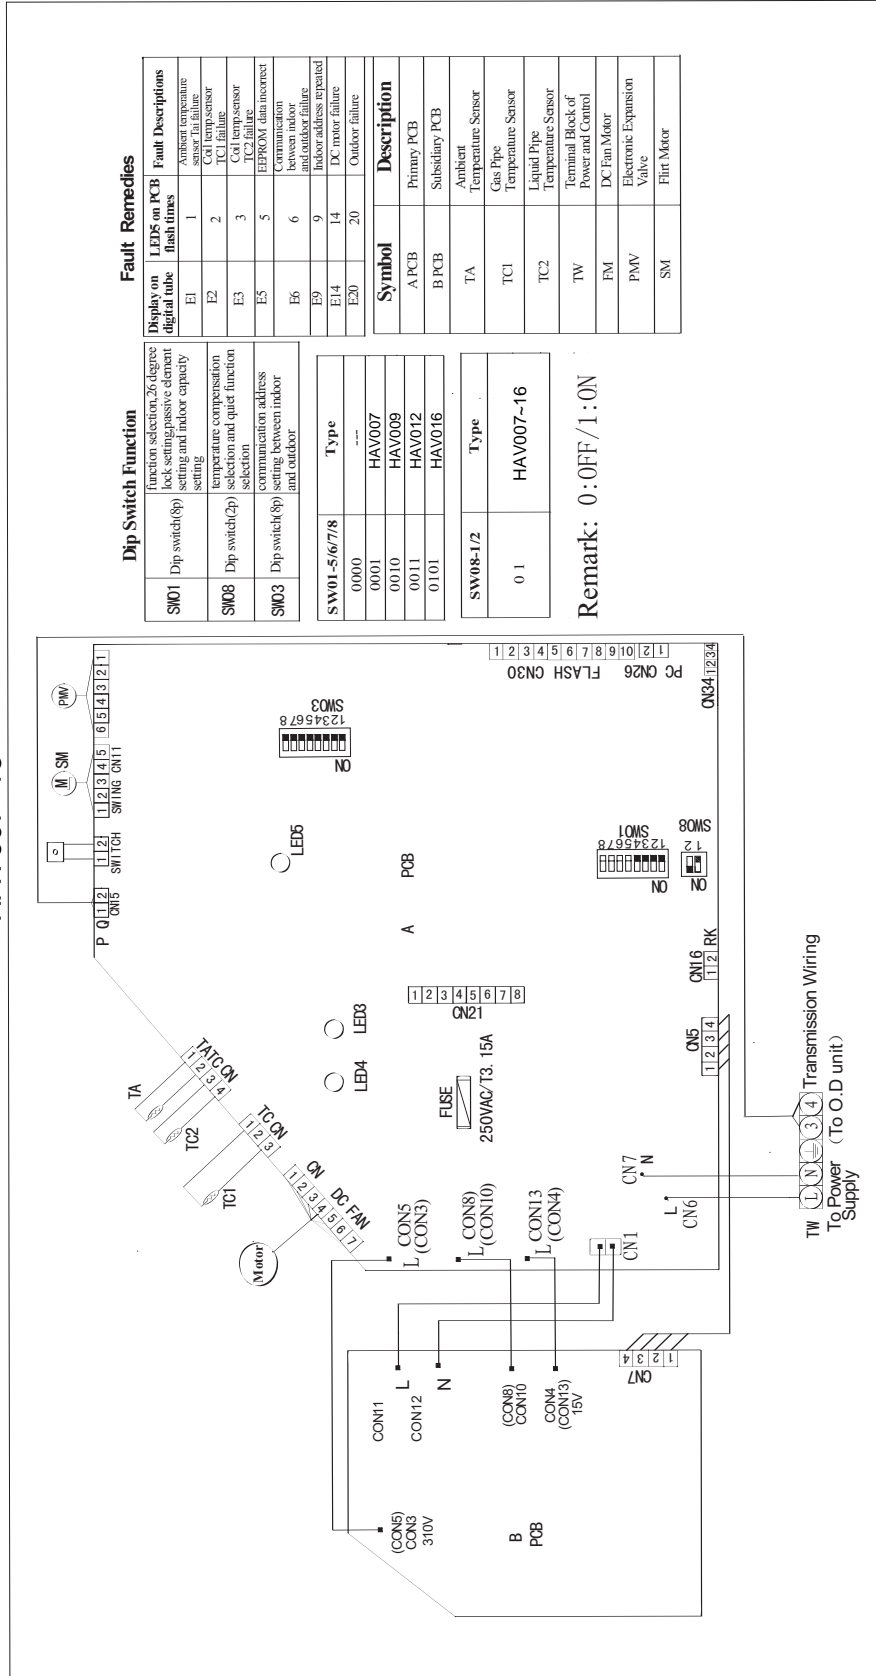 Dip Switch Function
SW01 Dip switch(8p) function selection,26 degree
lock setting,passive element
setting and indoor capacity
setting
SW08 Dip switch(2p) temperature compensation
selection and quiet function
selection
SW03 Dip switch(8p) communication address
setting between indoor
and outdoor
SW01-5/6/7/8 Type
0000 ---
0001 HAV007
0010 HAV009
0011 HAV012
0101 HAV016
SW08-1/2 Type
0 1 HAV007~16
Remark: 0:OFF/1:ON
Fault Remedies
Display on
digital tube
LED5 on PCB
flash times
Fault Descriptions
E1 1 Ambient temperature
sensor Tai failure
E2 2 Coil temp.sensor
TC1 failure
E3 3 Coil temp.sensor
TC2 failure
E5 5 EEPROM data incorrect
E6 6 Communication
between indoor
and outdoor failure
E9 9 Indoor address repeated
E14 14 DC motor failure
E20 20 Outdoor failure
Symbol Description
A PCB Primary PCB
B PCB Subsidiary PCB
TA Ambient
Temperature Sensor
TC1 Gas Pipe
Temperature Sensor
TC2 Liquid Pipe
Temperature Sensor
TW Terminal Block of
Power and Control
FM DC Fan Motor
PMV Electronic Expansion
Valve
SM Flirt Motor
P Q 1 2
CN15
1 2
SWITCH
M SM
1 2 3 4 5
SWING CN11
PMV
6 5 4 3 2 1
TA
TC2
TATC CN
1 2 3 4
TC1
TC CN
1 2 3
Motor
CN DC FAN
1 2 3 4 5 6 7
LED4
LED3
LED5
SW03
12345678
ON
A PCB
FUSE
250VAC/T3. 15A
1 2 3 4 5 6 7 8
CN21
L CON5
(CON3)
L CON8)
(CON10)
L CON13
(CON4)
CN1
CN7
N
L
CN6
CN5
1 2 3 4
CN16
1 2 RK
SW01
12345678
ON
SW08
1 2
ON
1 2 3 4 5 6 7 8 9 10
FLASH CN30
2 1
PC CN26
CN34
1 2 3 4
CON11
L
CON12
N
(CON5)
CON3
310V
(CON8)
CON10
CON4
(CON13)
15V
B
PCB
4 3 2 1
CN7
TW L N 3 4 Transmission Wiring
To Power
Supply
(To O.D unit)